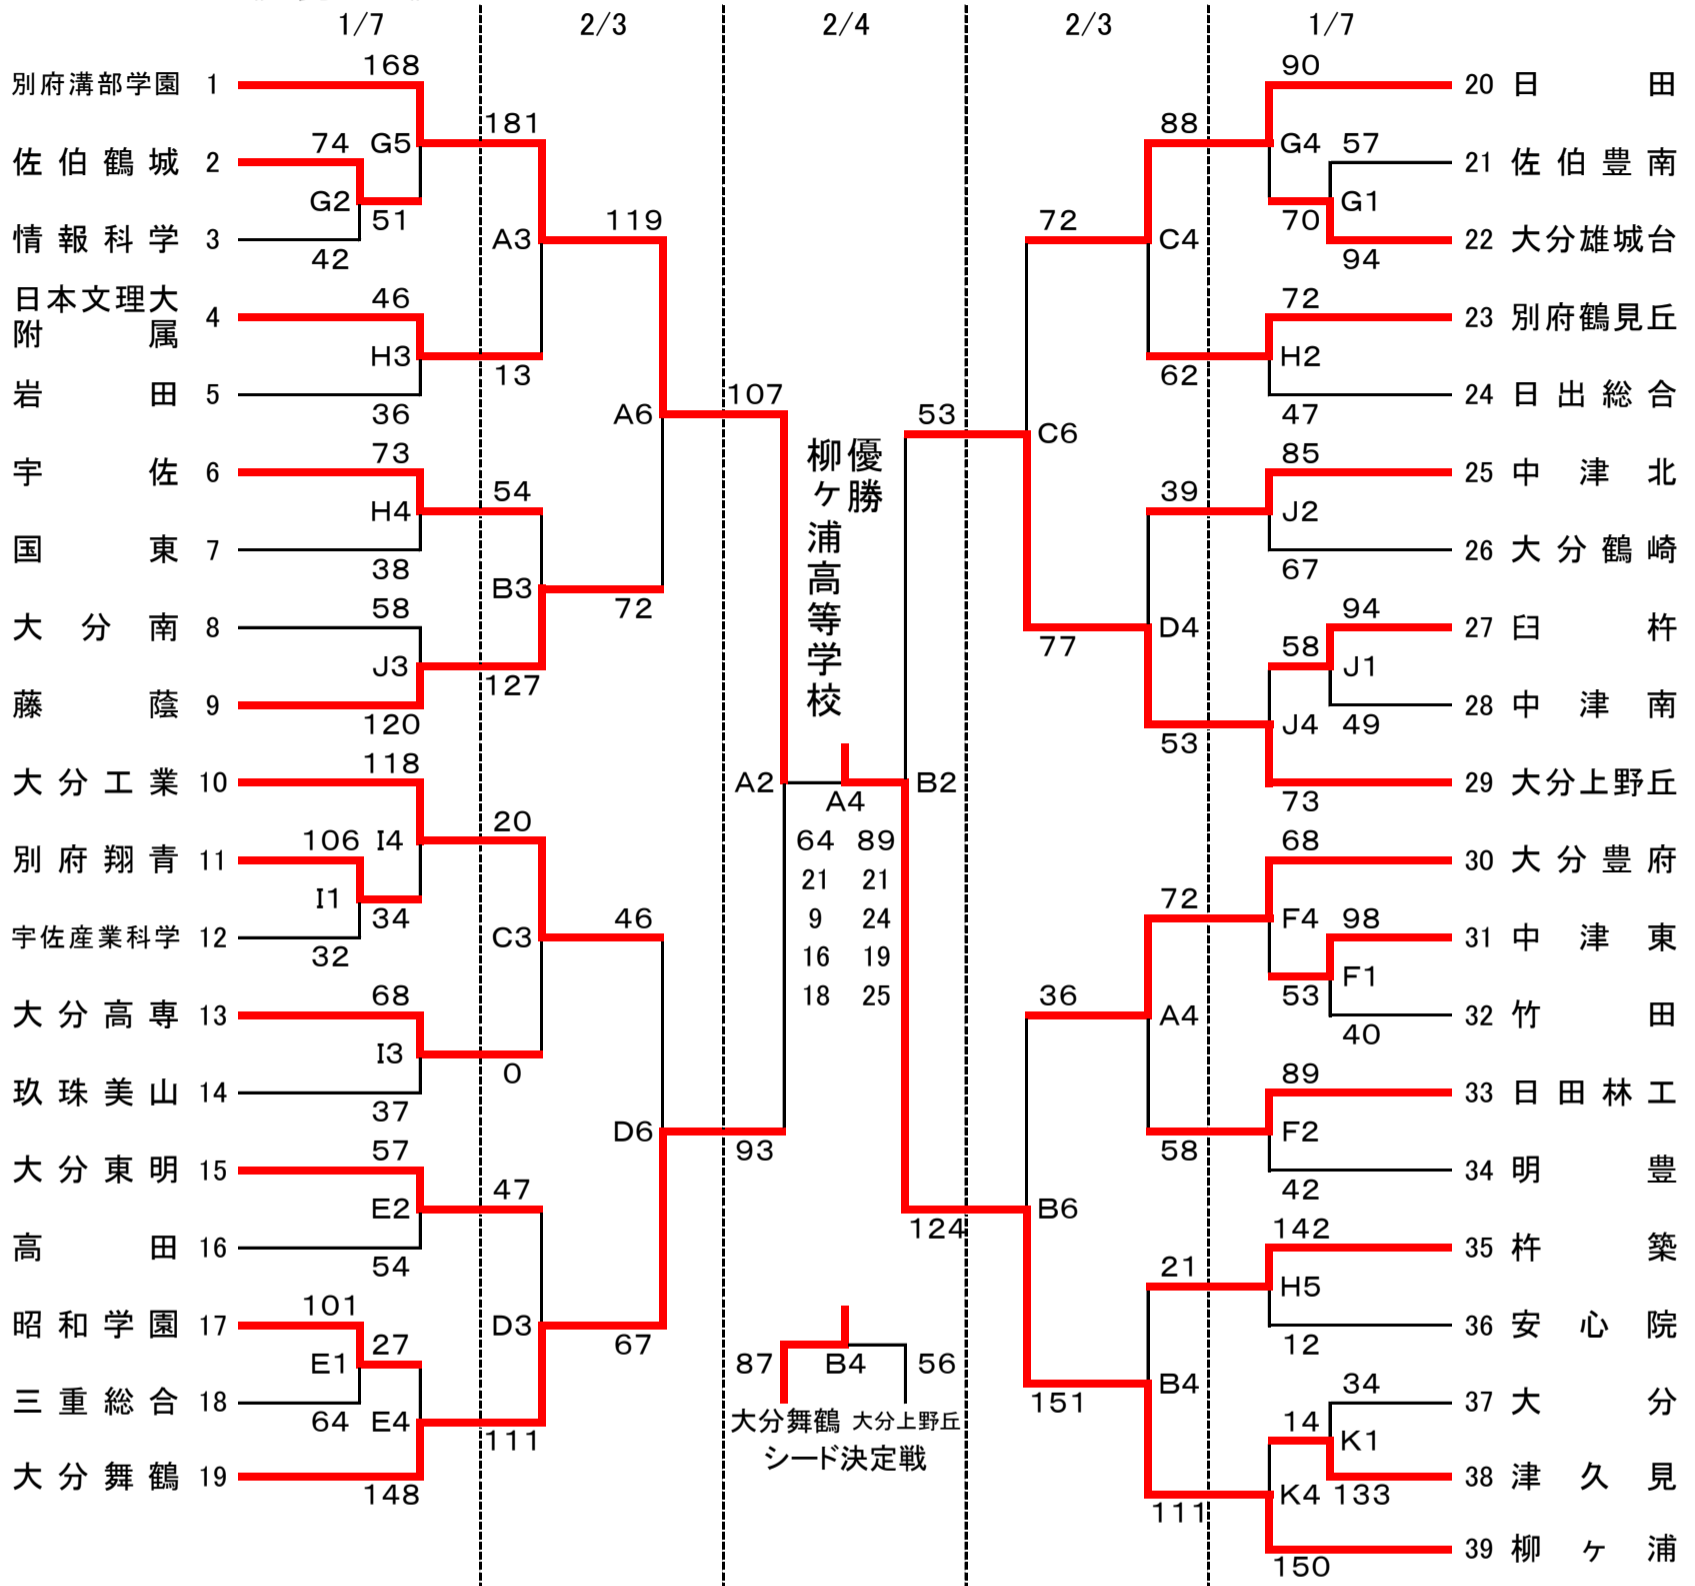 1/7 2/3 2/4 2/3 1/7
168
別府溝部学園 1
181
74 G5
佐伯鶴城 2
G2
51
119
情報科学 3
A3
42
日本文理大
附属 4
46
H3
13
岩田 5
36
107
A6
73
宇佐 6
54
H4
国東 7
38
B3
72
58
大分南 8
J3
127
藤蔭 9
120
118
大分工業 10
A2
20
106 I4
別府翔青 11
I1
34
46
宇佐産業科学 12
C3
32
68
大分高専 13
I3
0
玖珠美山 14
37
D6
93
57
大分東明 15
47
E2
高田 16
54
101
昭和学園 17
D3
67
27
E1
三重総合 18
64
E4
111
大分舞鶴 19
148
優勝
柳ヶ浦高等学校
A4
64 89
21 21
9 24
16 19
18 25
87 B4 56
大分舞鶴 大分上野丘
シード決定戦
90
20 日田
88
G4 57
21 佐伯豊南
G1
72
70
C4
22 大分雄城台
94
72
23 別府鶴見丘
H2
62
24 日出総合
47
53
C6
85
25 中津北
39
J2
26 大分鶴崎
67
94
27 臼杵
D4
77
58
J1
28 中津南
49
J4
53
29 大分上野丘
73
B2
68
30 大分豊府
72
F4 98
31 中津東
F1
53
36
A4
32 竹田
40
89
33 日田林工
F2
58
34 明豊
42
B6
124
142
35 杵築
21
H5
36 安心院
12
34
B4
151
37 大分
14
K1
38 津久見
133
K4
111
39 柳ヶ浦
150